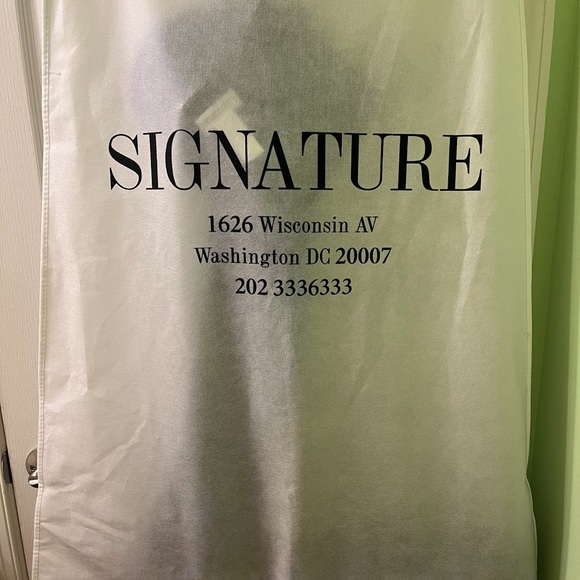 SIGNATURE
1626 Wisconsin AV
Washington DC 20007
202 3336333